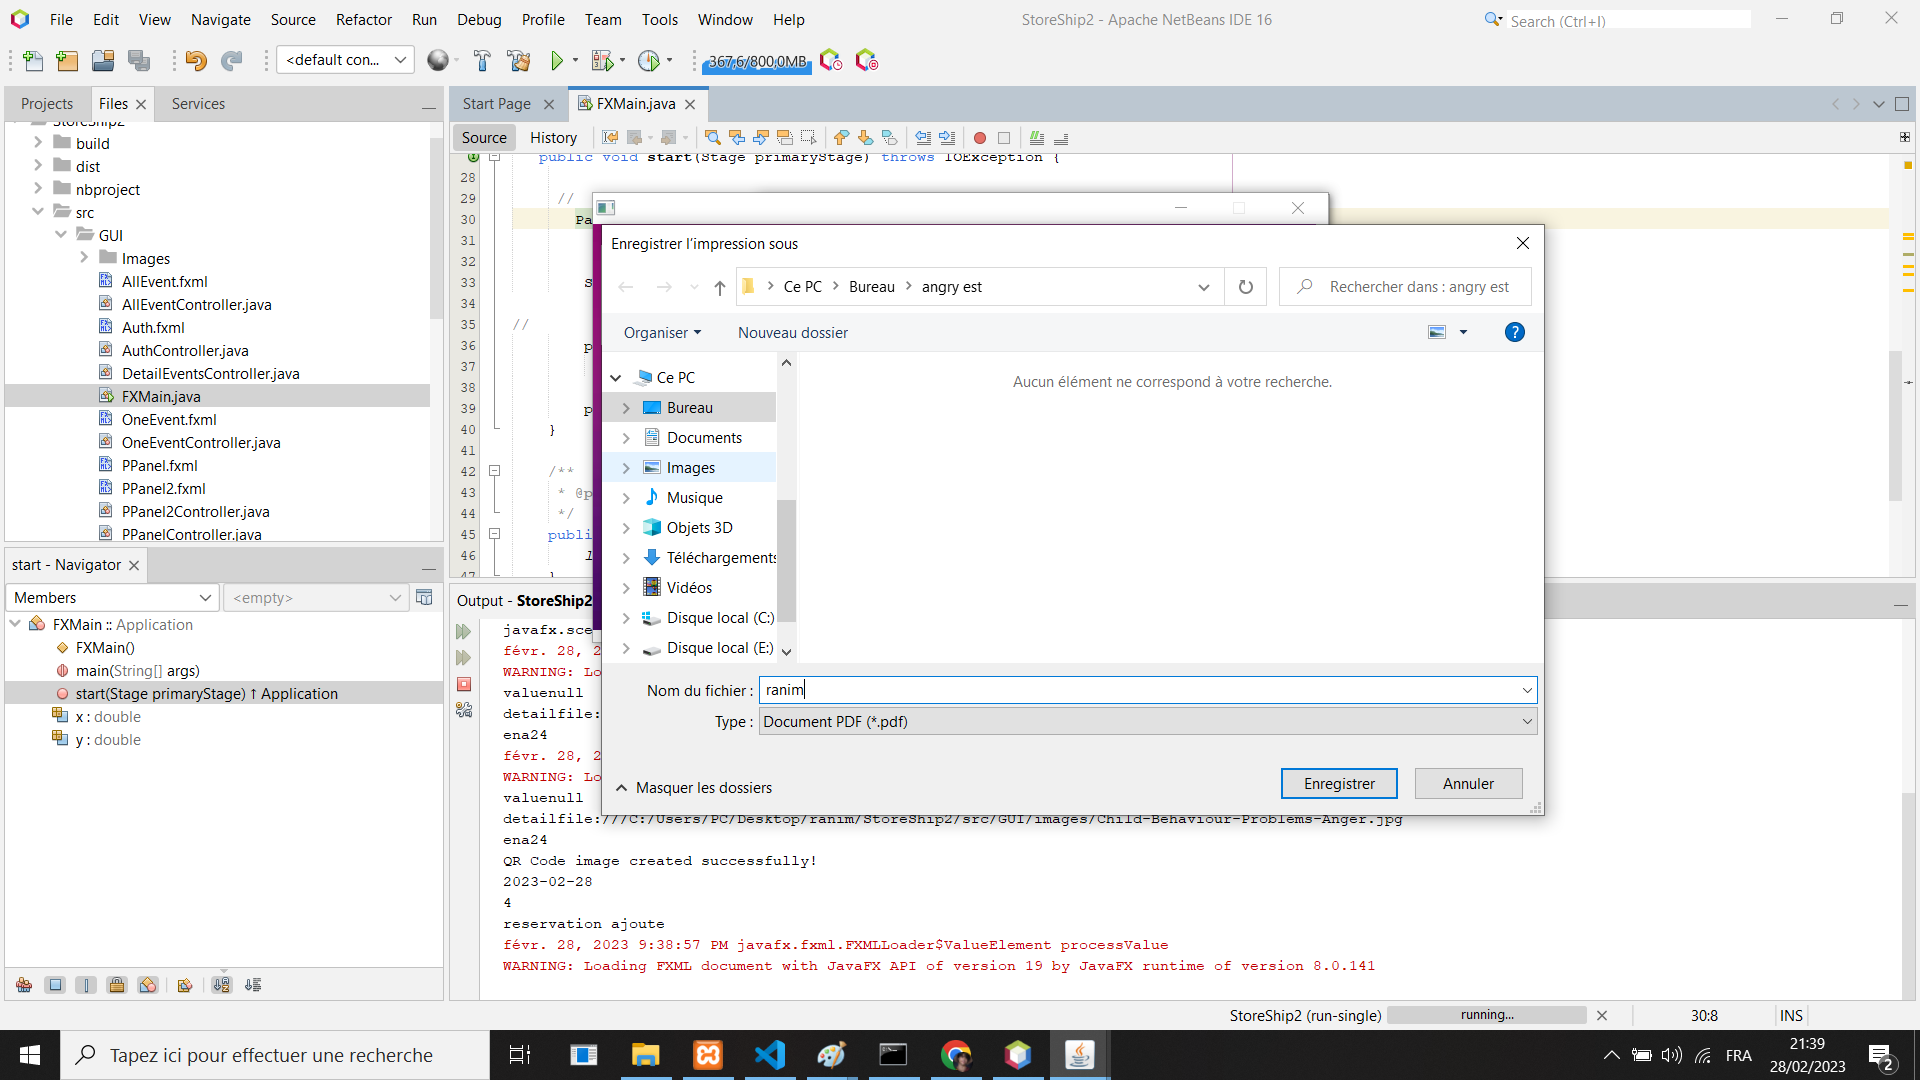 File Edit View Navigate Source Refactor Run Debug Profile Team Tools Window Help
StoreShip2 - Apache NetBeans IDE 16
Search (Ctrl+I)
<default con...
367,6/800,0MB
Projects Files Services
Start Page FXMain.java
Source History
StoreShip2
build
dist
nbproject
src
GUI
Images
AllEvent.fxml
AllEventController.java
Auth.fxml
AuthController.java
DetailEventsController.java
FXMain.java
OneEvent.fxml
OneEventController.java
PPanel.fxml
PPanel2.fxml
PPanel2Controller.java
PPanelController.java
public void start(Stage primaryStage) throws IOException {
28
29 //
30 Pa
31
32
33 S
34
35 //
36 p
37
38
39 p
40 }
41
42 /**
43 * @p
44 */
45 publi
46 l
47 }
start - Navigator
Members <empty>
FXMain :: Application
FXMain()
main(String[] args)
start(Stage primaryStage) ↑ Application
x : double
y : double
Enregistrer l'impression sous
Ce PC Bureau angry est
Rechercher dans : angry est
Organiser Nouveau dossier
?
Ce PC
Bureau
Documents
Images
Musique
Objets 3D
Téléchargements
Vidéos
Disque local (C:)
Disque local (E:)
Aucun élément ne correspond à votre recherche.
Nom du fichier : ranim
Type : Document PDF (*.pdf)
Masquer les dossiers
Enregistrer Annuler
Output - StoreShip2
javafx.sce
févr. 28, 2
WARNING: Lo
valuenull
detailfile:
ena24
févr. 28, 2
WARNING: Lo
valuenull
detailfile:///C:/Users/PC/Desktop/ranim/StoreShip2/src/GUI/images/Child-Behaviour-Problems-Anger.jpg
ena24
QR Code image created successfully!
2023-02-28
4
reservation ajoute
févr. 28, 2023 9:38:57 PM javafx.fxml.FXMLLoader$ValueElement processValue
WARNING: Loading FXML document with JavaFX API of version 19 by JavaFX runtime of version 8.0.141
StoreShip2 (run-single) running... 30:8 INS
Tapez ici pour effectuer une recherche
FRA
21:39
28/02/2023
2